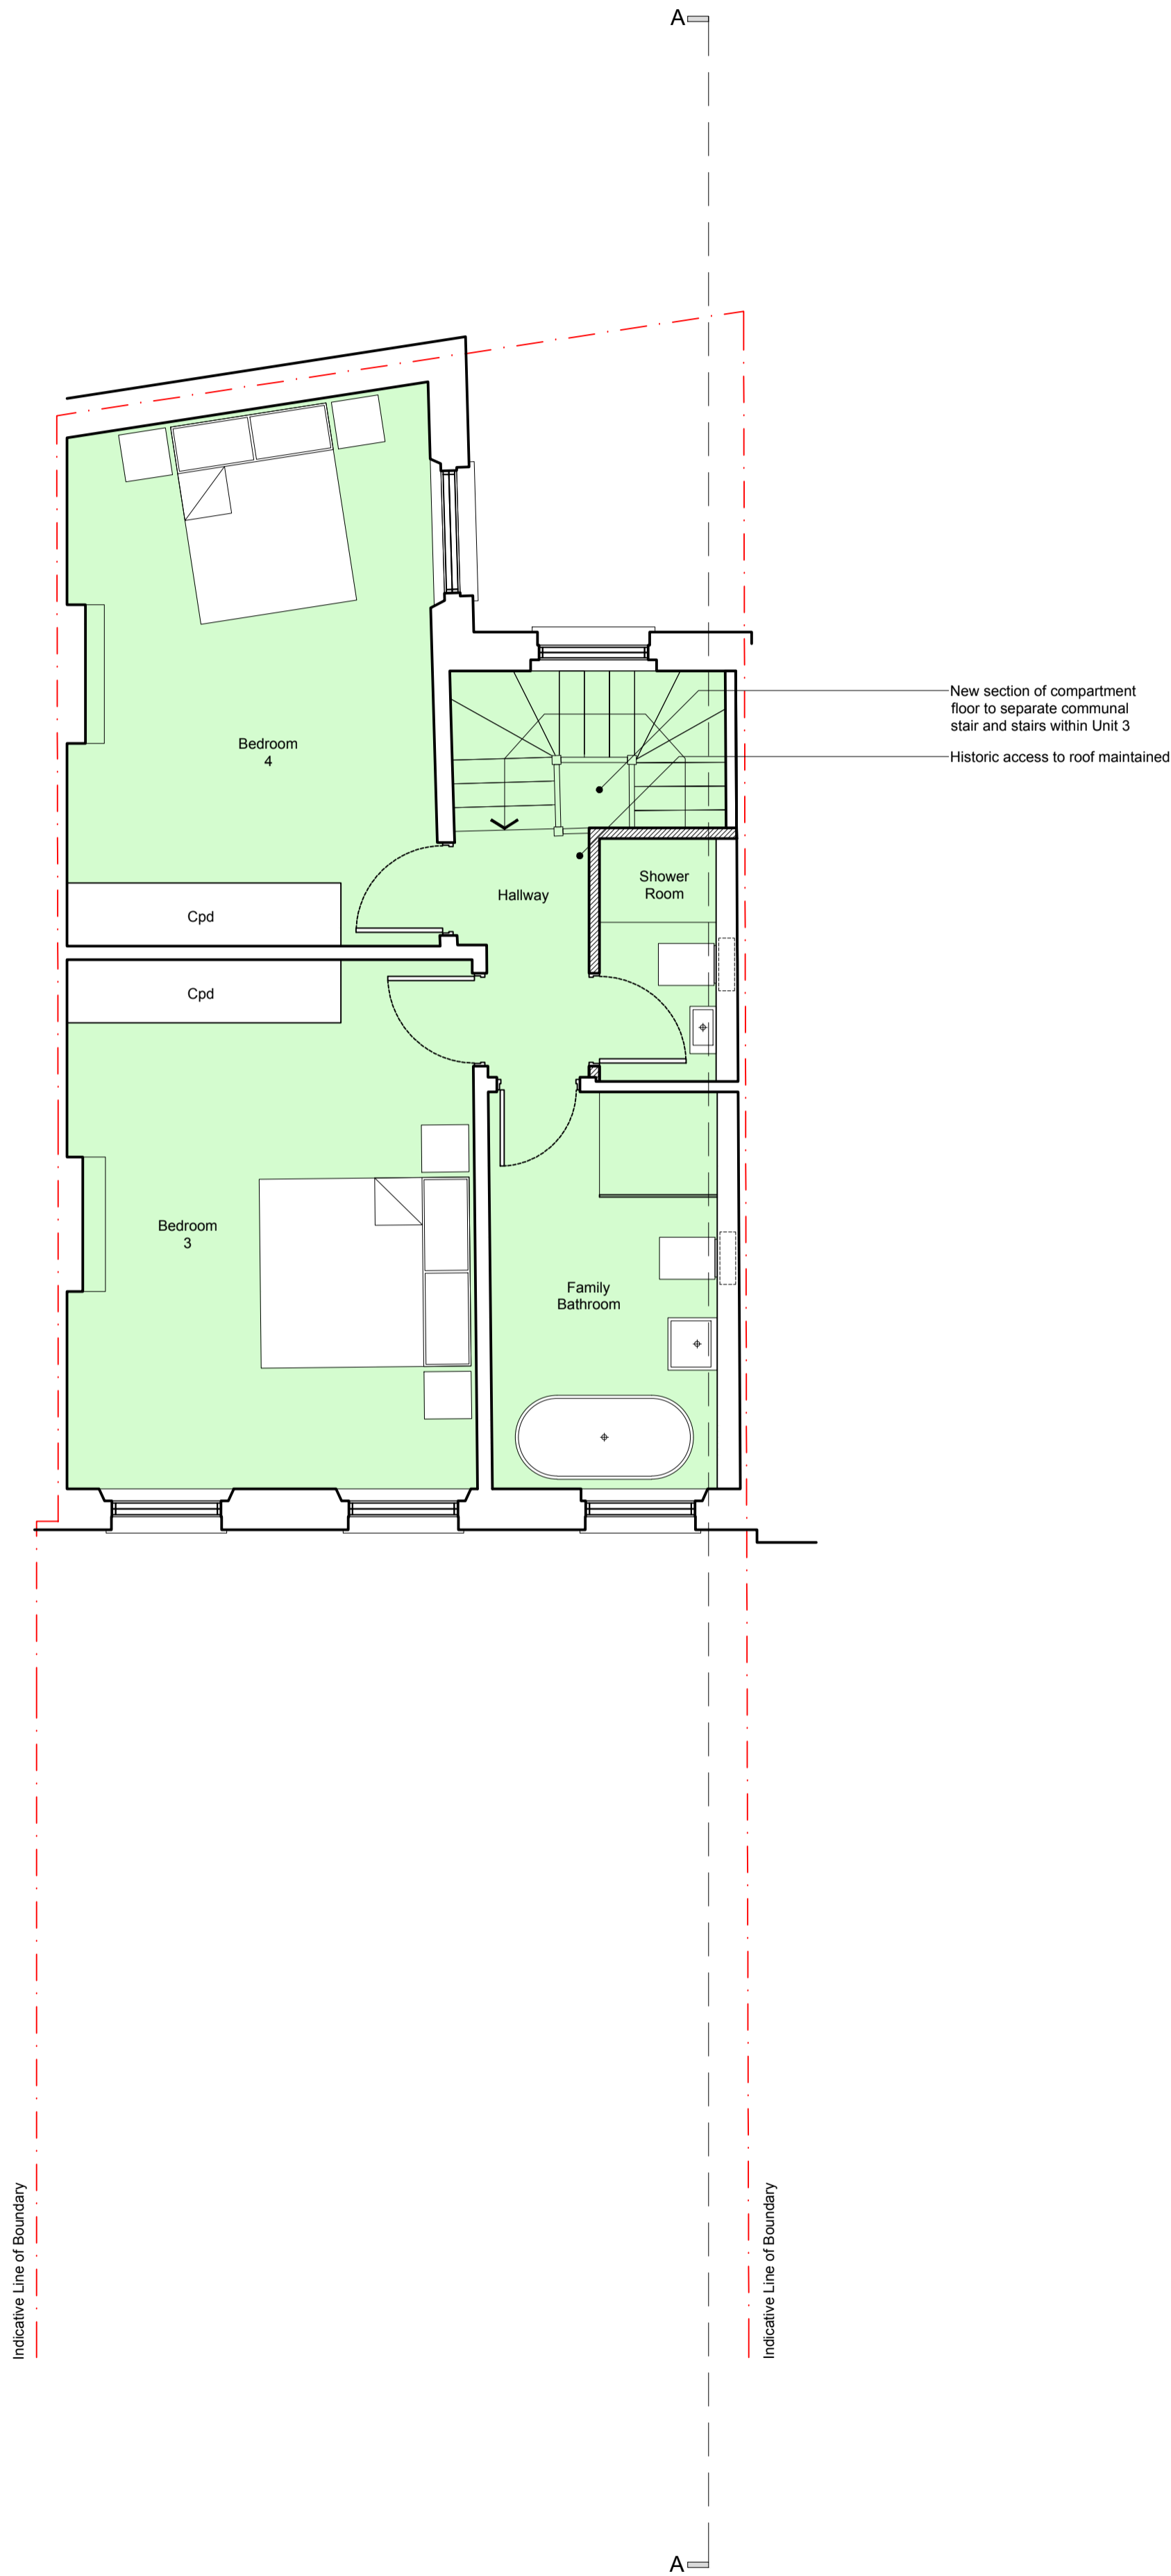 A
New section of compartment
floor to separate communal
stair and stairs within Unit 3
Bedroom
4
Historic access to roof maintained
Shower
Room
Hallway
Cpd
Cpd
Bedroom
3
Family
Bathroom
Indicative Line of Boundary
Indicative Line of Boundary
A